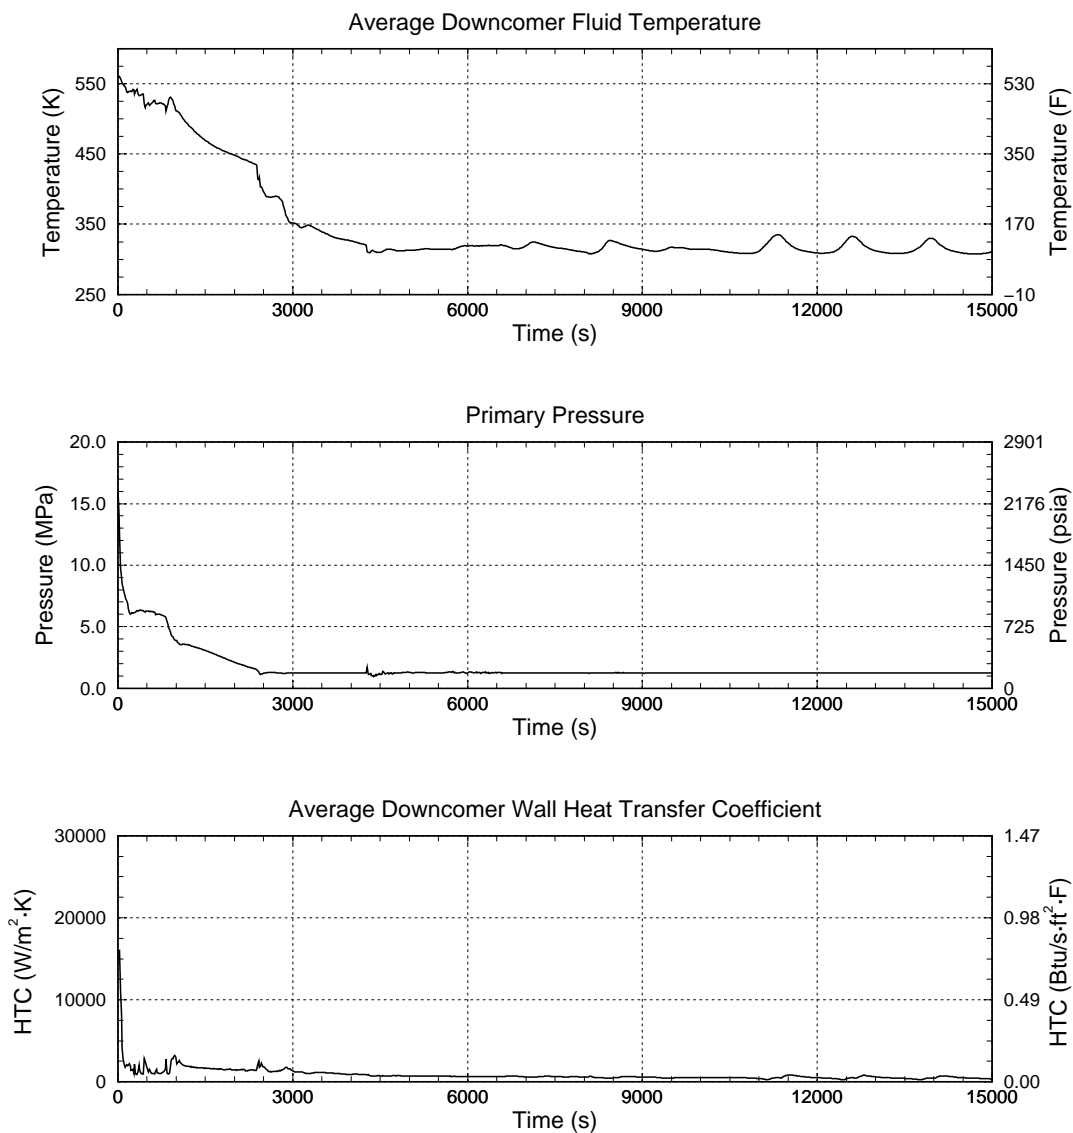 Average Downcomer Fluid Temperature
550
450
350
250
530
350
170
−10
Temperature (K)
Temperature (F)
0 3000 6000 9000 12000 15000
Time (s)
Primary Pressure
20.0
15.0
10.0
5.0
0.0
2901
2176
1450
725
0
Pressure (MPa)
Pressure (psia)
0 3000 6000 9000 12000 15000
Time (s)
Average Downcomer Wall Heat Transfer Coefficient
30000
20000
10000
0
1.47
0.98
0.49
0.00
HTC (W/m²·K)
HTC (Btu/s·ft²·F)
0 3000 6000 9000 12000 15000
Time (s)